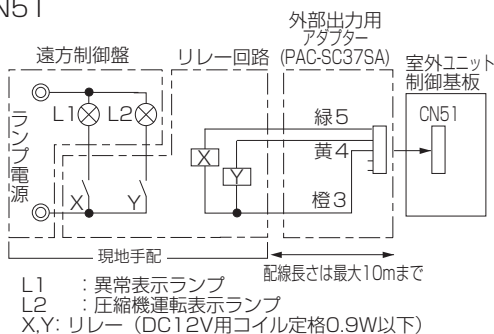 CN51
外部出力用
アダプター
(PAC-SC37SA)
遠方制御盤
リレー回路
室外ユニット
制御基板
CN51
L1
L2
ランプ電源
緑5
黄4
橙3
X
Y
X
Y
現地手配
配線長さは最大10mまで
L1 :異常表示ランプ
L2 :圧縮機運転表示ランプ
X,Y:リレー(DC12V用コイル定格0.9W以下)